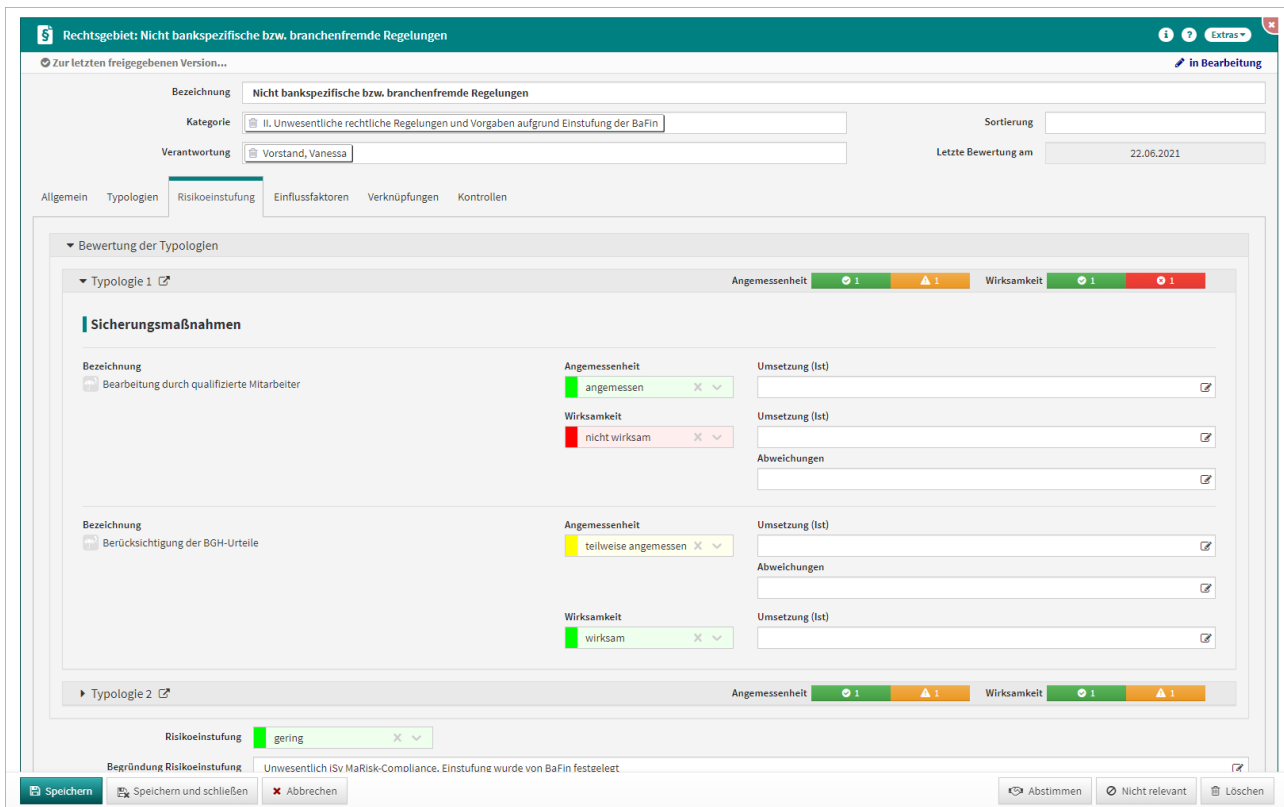 Rechtsgebiet: Nicht bankspezifische bzw. branchenfremde Regelungen
Extras
Zur letzten freigegebenen Version...
in Bearbeitung
Bezeichnung Nicht bankspezifische bzw. branchenfremde Regelungen
Kategorie II. Unwesentliche rechtliche Regelungen und Vorgaben aufgrund Einstufung der BaFin Sortierung
Verantwortung Vorstand, Vanessa Letzte Bewertung am 22.06.2021
Allgemein Typologien Risikoeinstufung Einflussfaktoren Verknüpfungen Kontrollen
Bewertung der Typologien
Typologie 1 Angemessenheit 1 1 Wirksamkeit 1 1
Sicherungsmaßnahmen
Bezeichnung Angemessenheit Umsetzung (Ist)
Bearbeitung durch qualifizierte Mitarbeiter angemessen
Wirksamkeit Umsetzung (Ist)
nicht wirksam
Abweichungen
Bezeichnung Angemessenheit Umsetzung (Ist)
Berücksichtigung der BGH-Urteile teilweise angemessen
Abweichungen
Wirksamkeit Umsetzung (Ist)
wirksam
Typologie 2 Angemessenheit 1 1 Wirksamkeit 1 1
Risikoeinstufung gering
Begründung Risikoeinstufung Unwesentlich iSv MaRisk-Compliance. Einstufung wurde von BaFin festgelegt
Speichern Speichern und schließen Abbrechen Abstimmen Nicht relevant Löschen